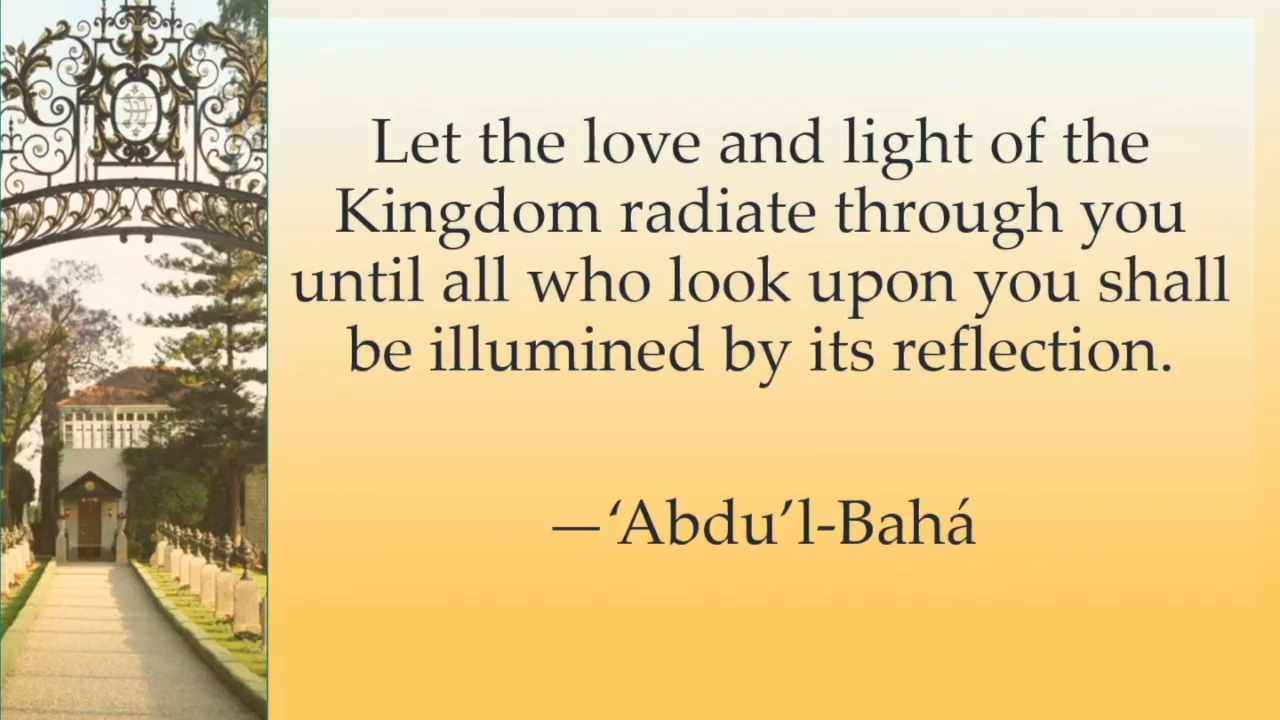 Let the love and light of the
Kingdom radiate through you
until all who look upon you shall
be illumined by its reflection.
—‘Abdu’l-Bahá